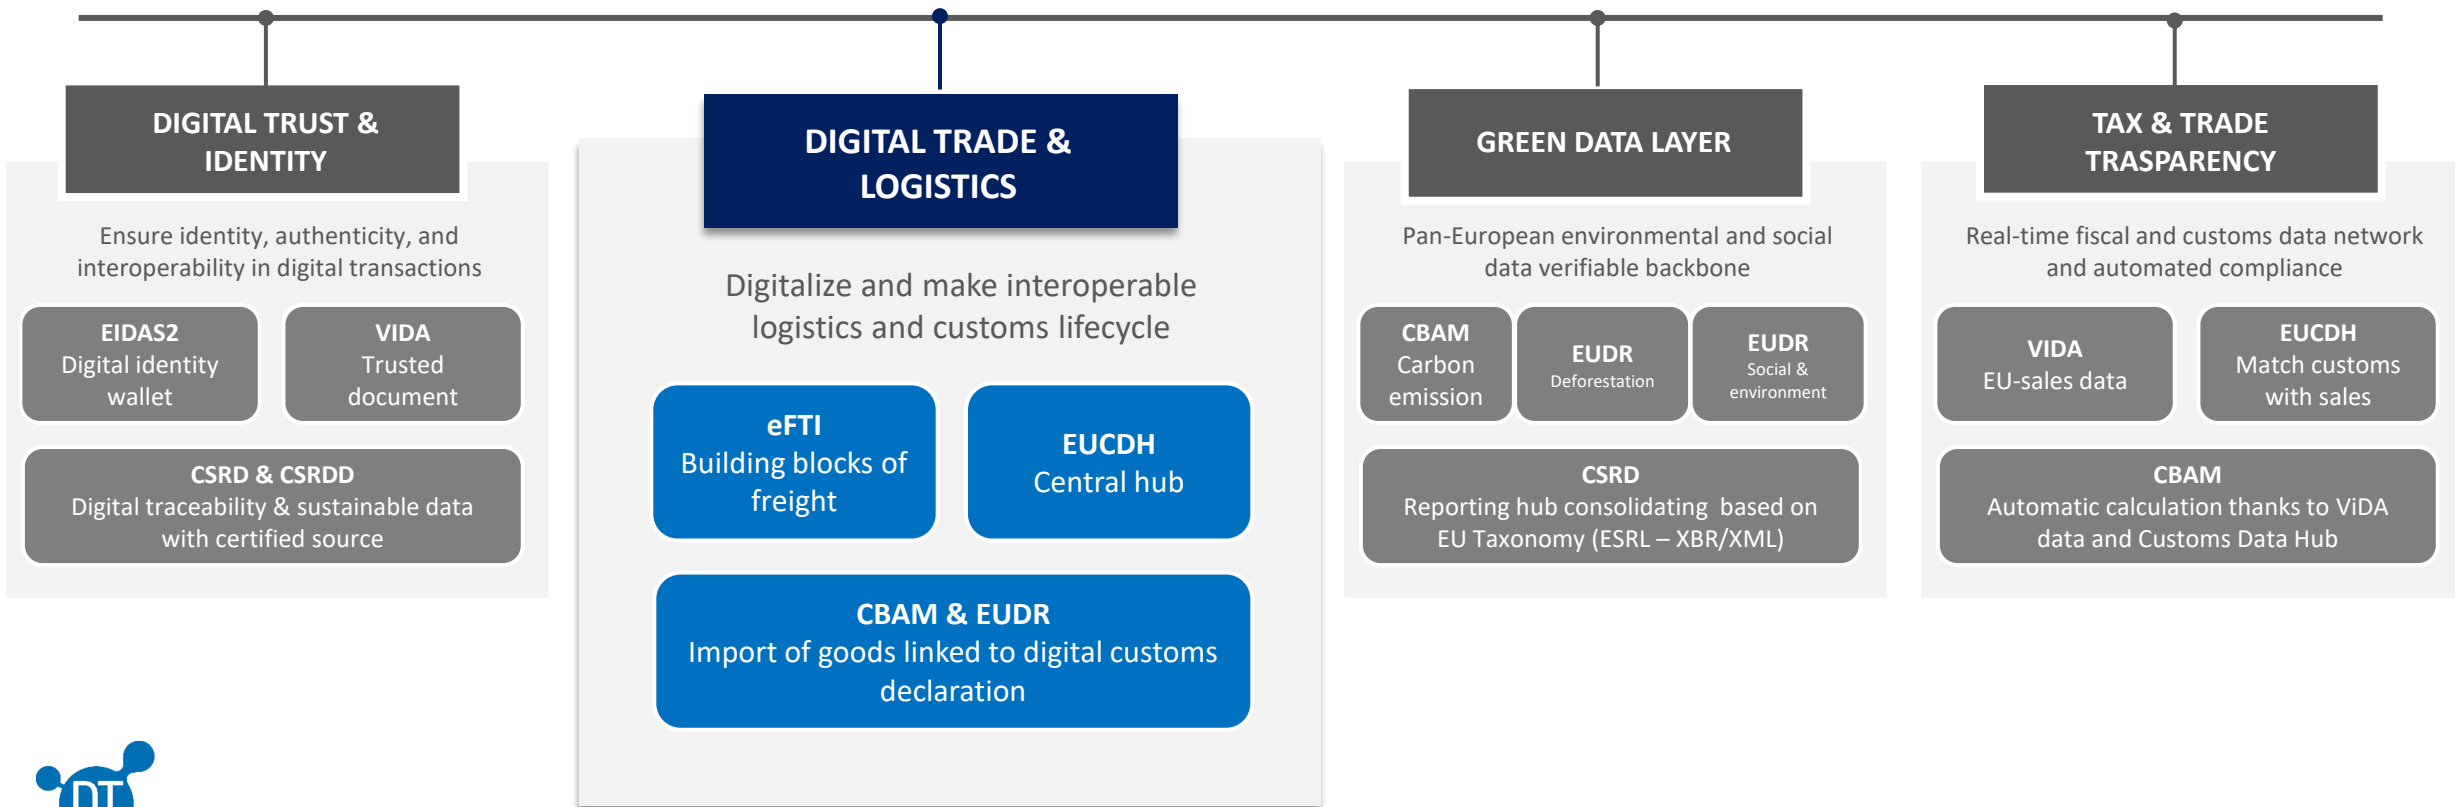 DIGITAL TRUST &
IDENTITY
Ensure identity, authenticity, and
interoperability in digital transactions
EIDAS2
Digital identity
wallet
VIDA
Trusted
document
CSRD & CSRDD
Digital traceability & sustainable data
with certified source
DIGITAL TRADE &
LOGISTICS
Digitalize and make interoperable
logistics and customs lifecycle
eFTI
Building blocks of
freight
EUCDH
Central hub
CBAM & EUDR
Import of goods linked to digital customs
declaration
GREEN DATA LAYER
Pan-European environmental and social
data verifiable backbone
CBAM
Carbon
emission
EUDR
Deforestation
EUDR
Social &
environment
CSRD
Reporting hub consolidating based on
EU Taxonomy (ESRL – XBR/XML)
TAX & TRADE
TRASPARENCY
Real-time fiscal and customs data network
and automated compliance
VIDA
EU-sales data
EUCDH
Match customs
with sales
CBAM
Automatic calculation thanks to ViDA
data and Customs Data Hub
DT